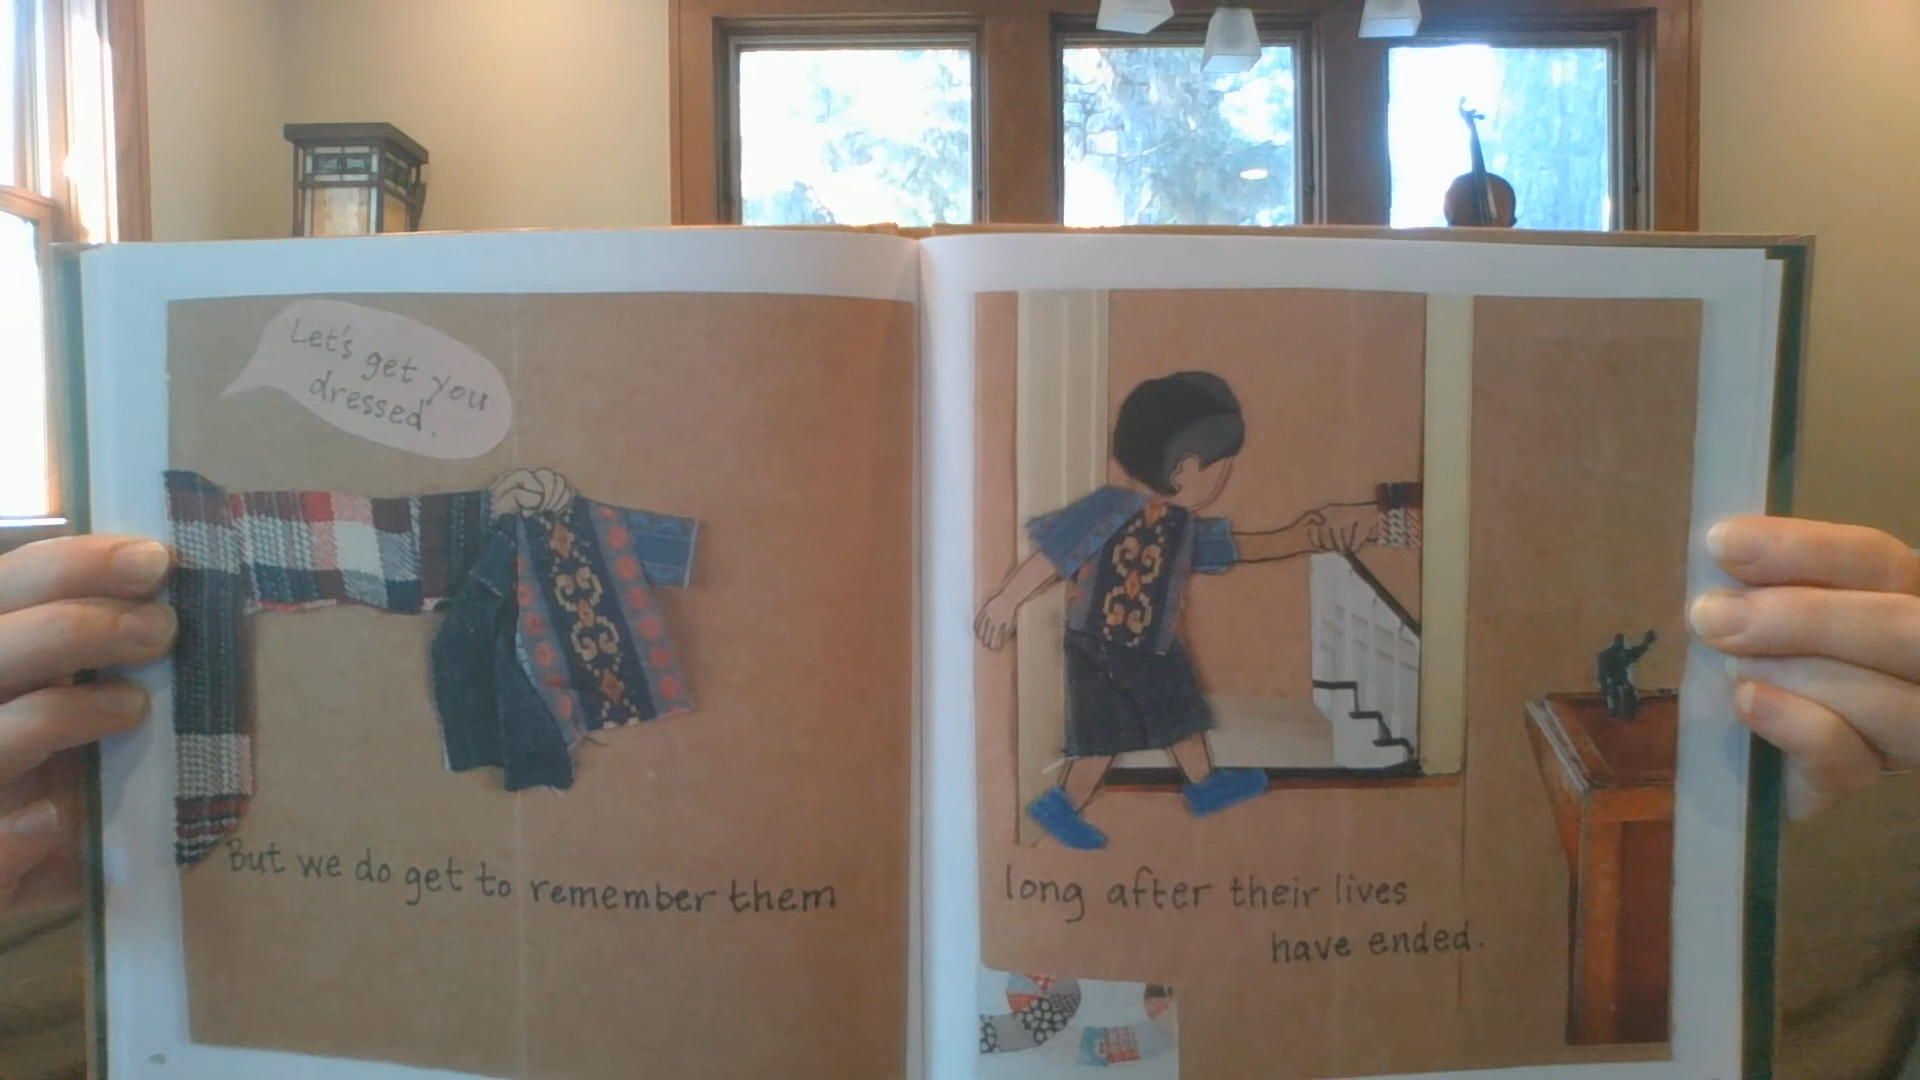 Let's get you
dressed.
But we do get to remember them
long after their lives
have ended.